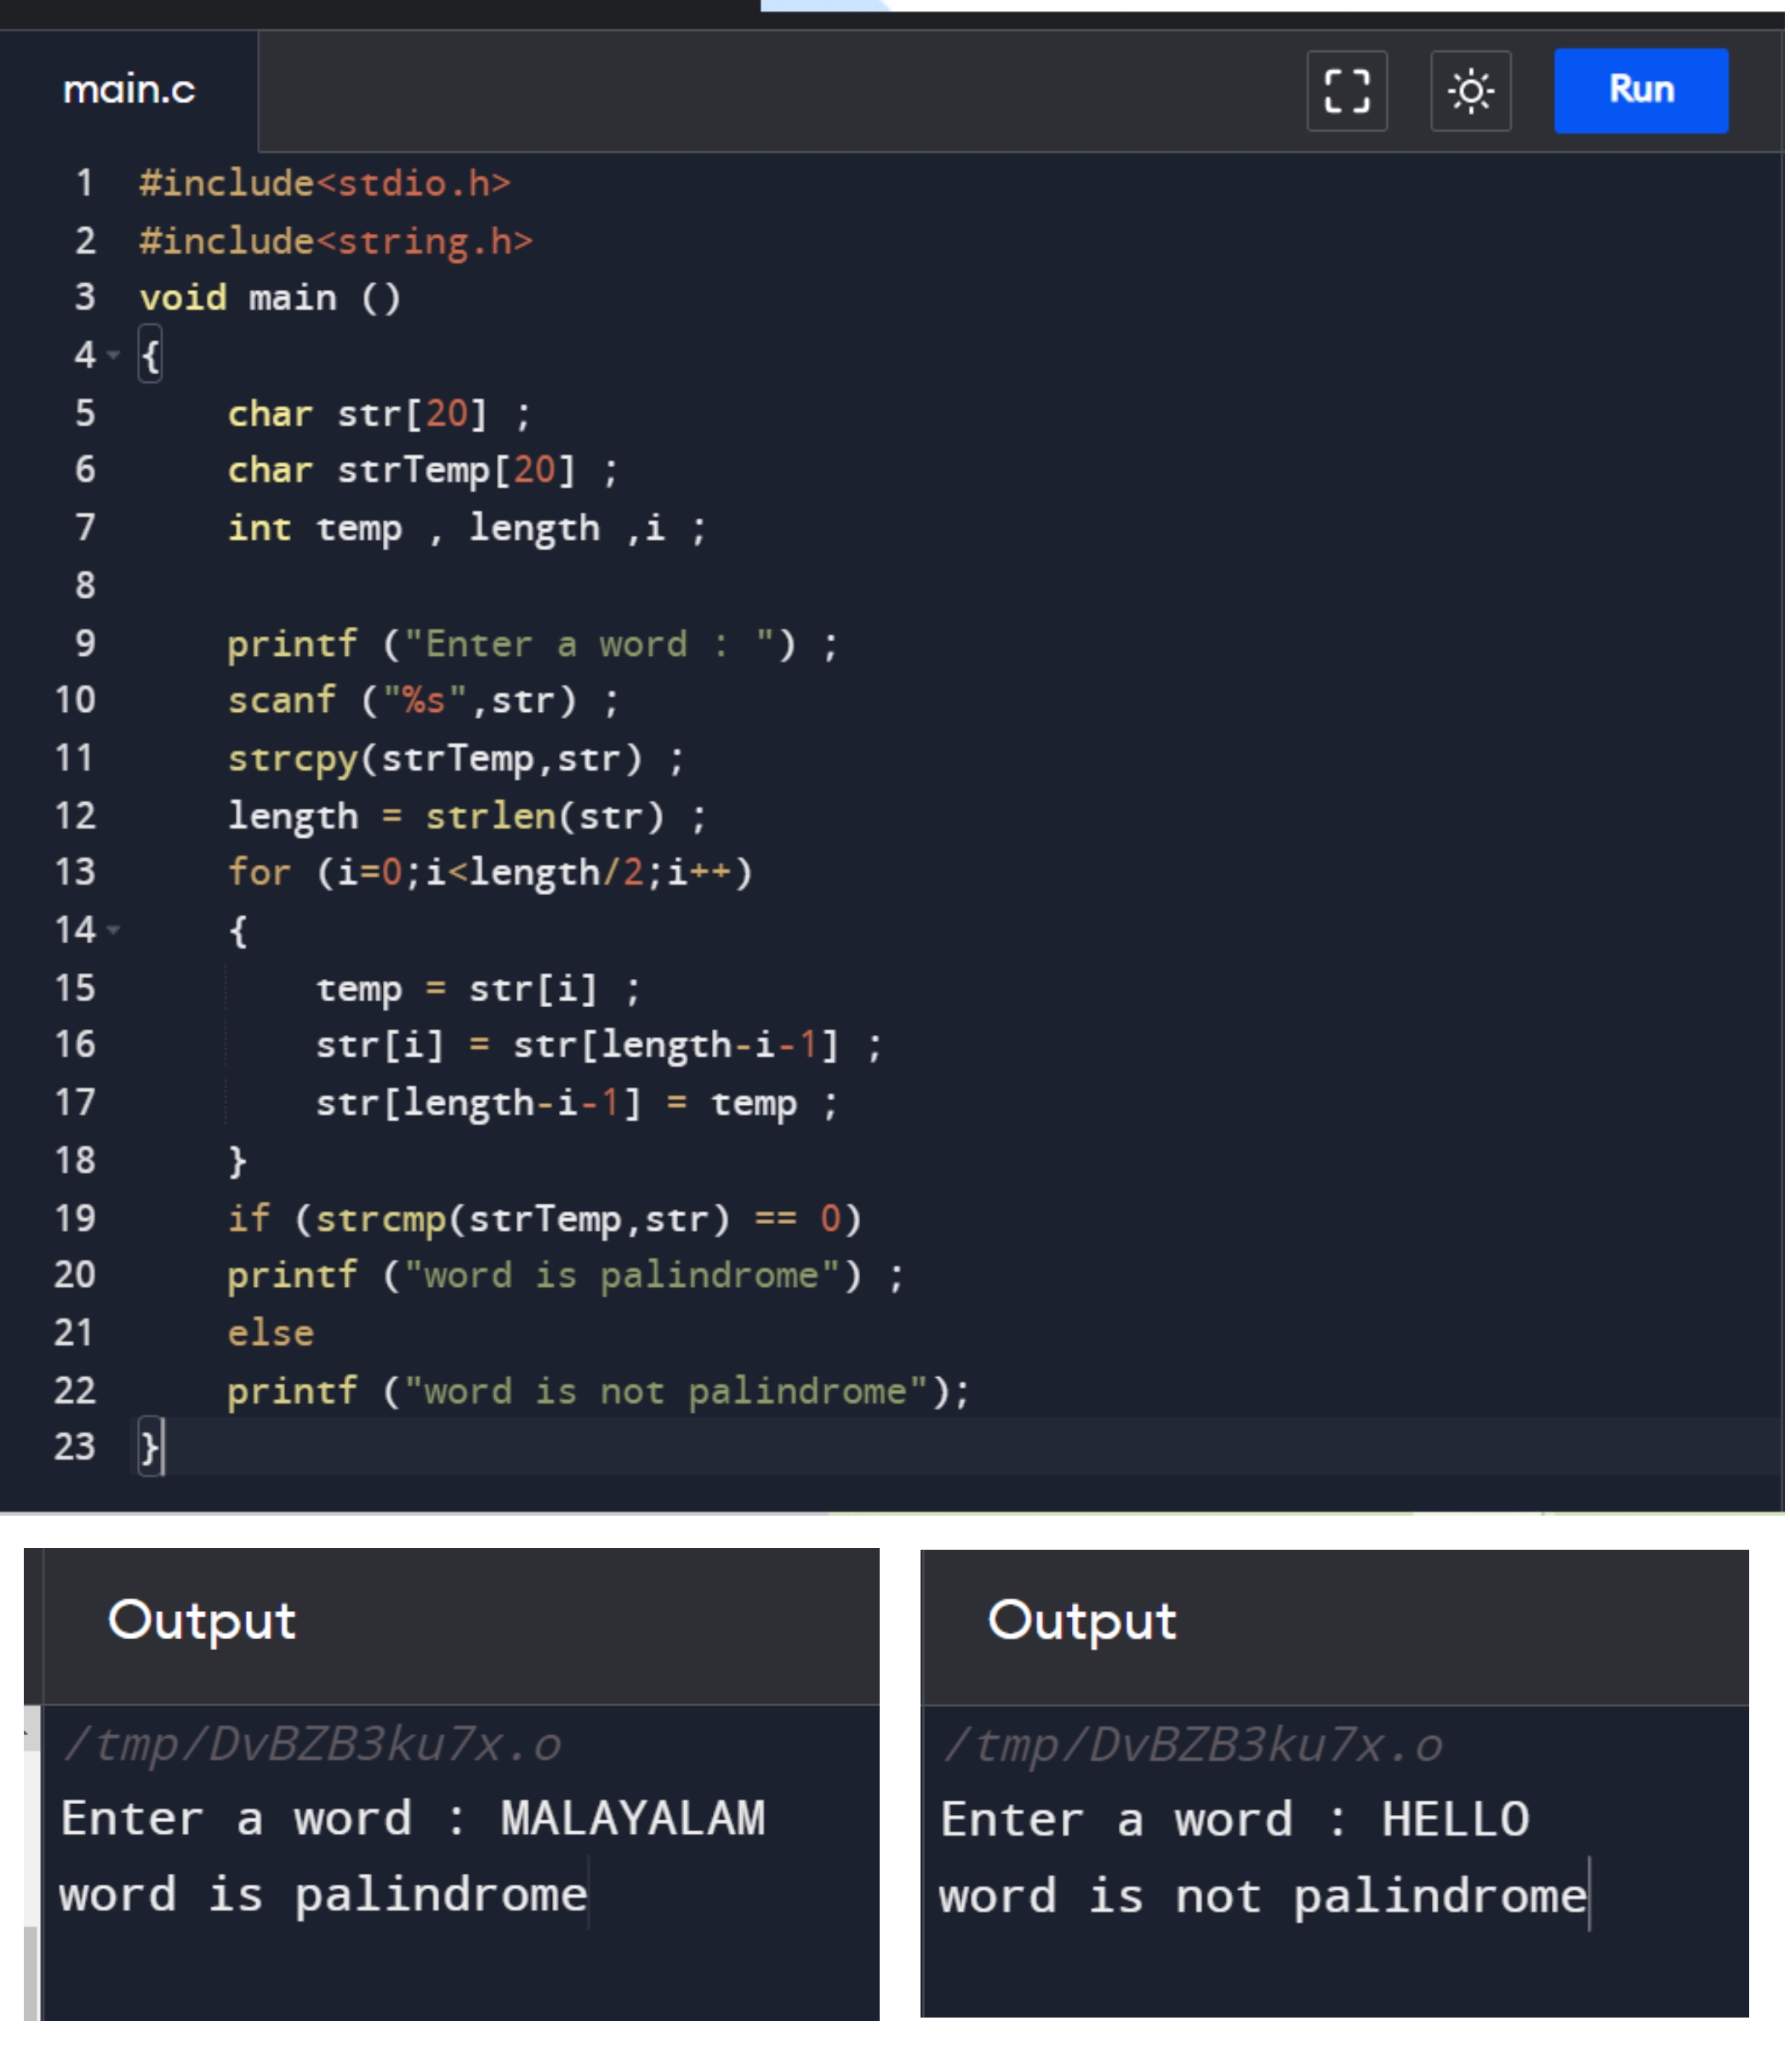 main.c
Run
1 #include<stdio.h>
2 #include<string.h>
3 void main ()
4 {
5     char str[20] ;
6     char strTemp[20] ;
7     int temp , length ,i ;
8
9     printf ("Enter a word : ") ;
10     scanf ("%s",str) ;
11     strcpy(strTemp,str) ;
12     length = strlen(str) ;
13     for (i=0;i<length/2;i++)
14     {
15         temp = str[i] ;
16         str[i] = str[length-i-1] ;
17         str[length-i-1] = temp ;
18     }
19     if (strcmp(strTemp,str) == 0)
20     printf ("word is palindrome") ;
21     else
22     printf ("word is not palindrome");
23 }
Output
/tmp/DvBZB3ku7x.o
Enter a word : MALAYALAM
word is palindrome
Output
/tmp/DvBZB3ku7x.o
Enter a word : HELLO
word is not palindrome